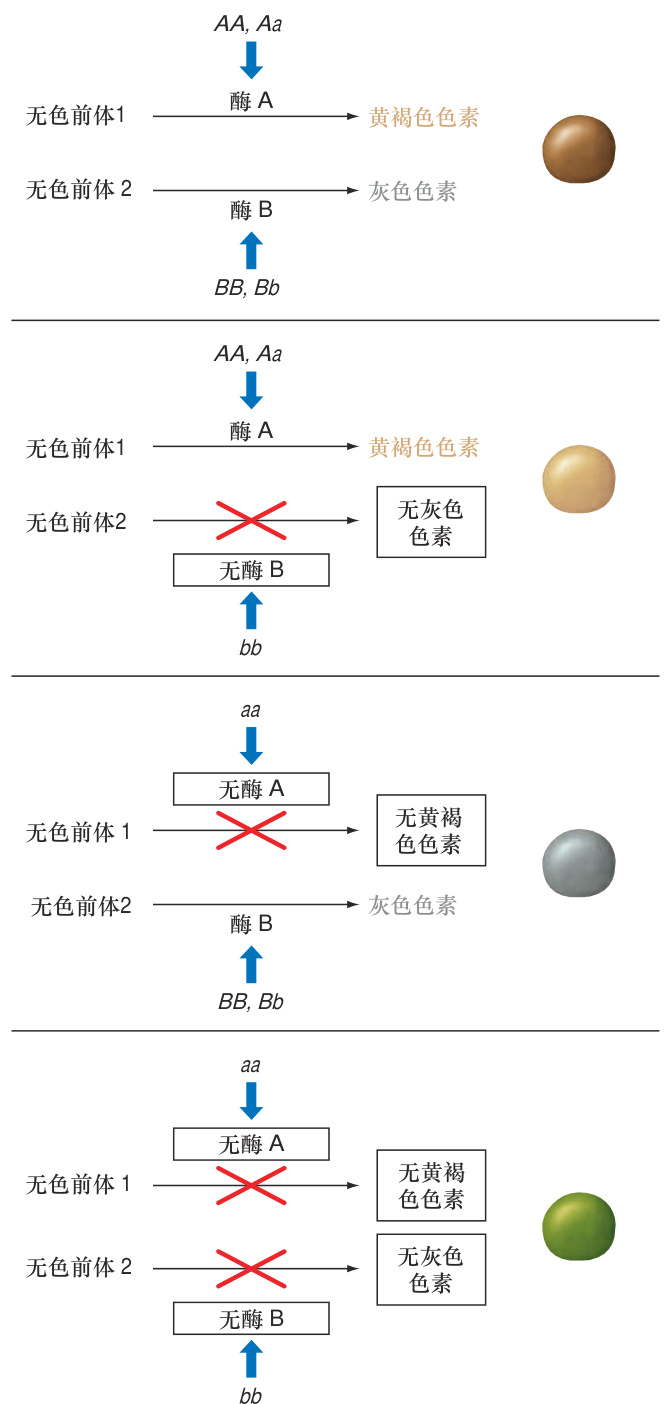 AA, Aa
酶 A
无色前体1
黄褐色色素
无色前体 2
灰色色素
酶 B
BB, Bb
AA, Aa
酶 A
无色前体1
黄褐色色素
无色前体2
无灰色
色素
无酶 B
bb
aa
无酶 A
无色前体 1
无黄褐
色色素
无色前体2
灰色色素
酶 B
BB, Bb
aa
无酶 A
无色前体 1
无黄褐
色色素
无色前体 2
无灰色
色素
无酶 B
bb